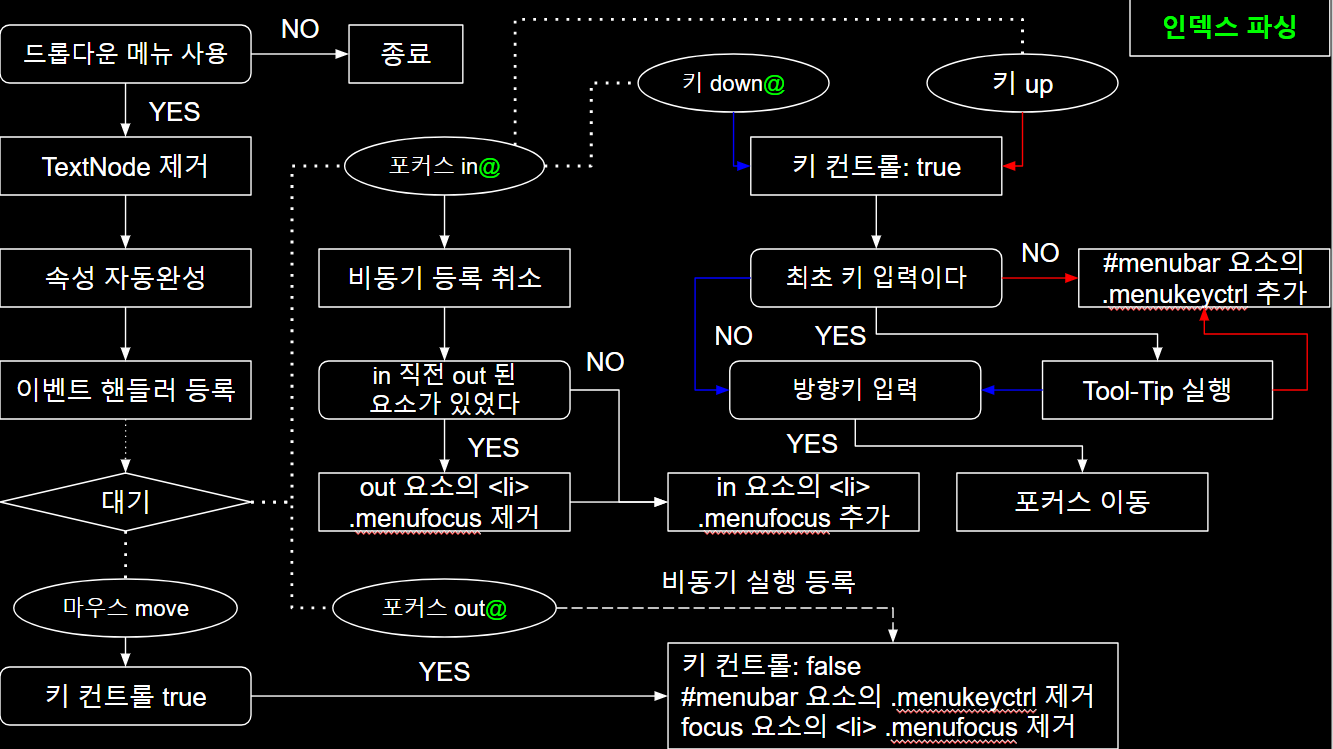 인덱스 파싱
드롭다운 메뉴 사용
NO
종료
YES
TextNode 제거
속성 자동완성
이벤트 핸들러 등록
대기
마우스 move
키 컨트롤 true
YES
포커스 in@
비동기 등록 취소
in 직전 out 된
요소가 있었다
NO
YES
out 요소의 <li>
.menufocus 제거
in 요소의 <li>
.menufocus 추가
포커스 out@
비동기 실행 등록
키 컨트롤: false
#menubar 요소의 .menukeyctrl 제거
focus 요소의 <li> .menufocus 제거
키 down@
키 up
키 컨트롤: true
최초 키 입력이다
NO
#menubar 요소의
.menukeyctrl 추가
NO
YES
방향키 입력
Tool-Tip 실행
YES
포커스 이동